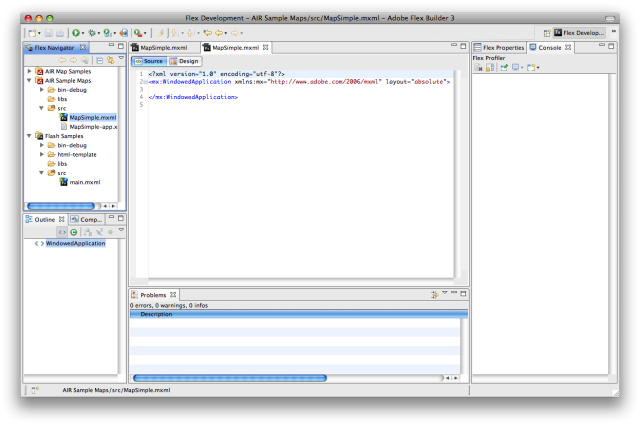 Flex Development - AIR Sample Maps/src/MapSimple.mxml - Adobe Flex Builder 3
Flex Develop...
Flex Navigator
MapSimple.mxml
MapSimple.mxml
Flex Properties
Console
Source
Design
Flex Profiler
AIR Map Samples
AIR Sample Maps
bin-debug
libs
src
MapSimple.mxml
MapSimple-app.x
Flash Samples
bin-debug
html-template
libs
src
main.mxml
1 <?xml version="1.0" encoding="utf-8"?>
2 <mx:WindowedApplication xmlns:mx="http://www.adobe.com/2006/mxml" layout="absolute">
3
4 </mx:WindowedApplication>
5
Outline
Comp...
WindowedApplication
Problems
0 errors, 0 warnings, 0 infos
Description
AIR Sample Maps/src/MapSimple.mxml